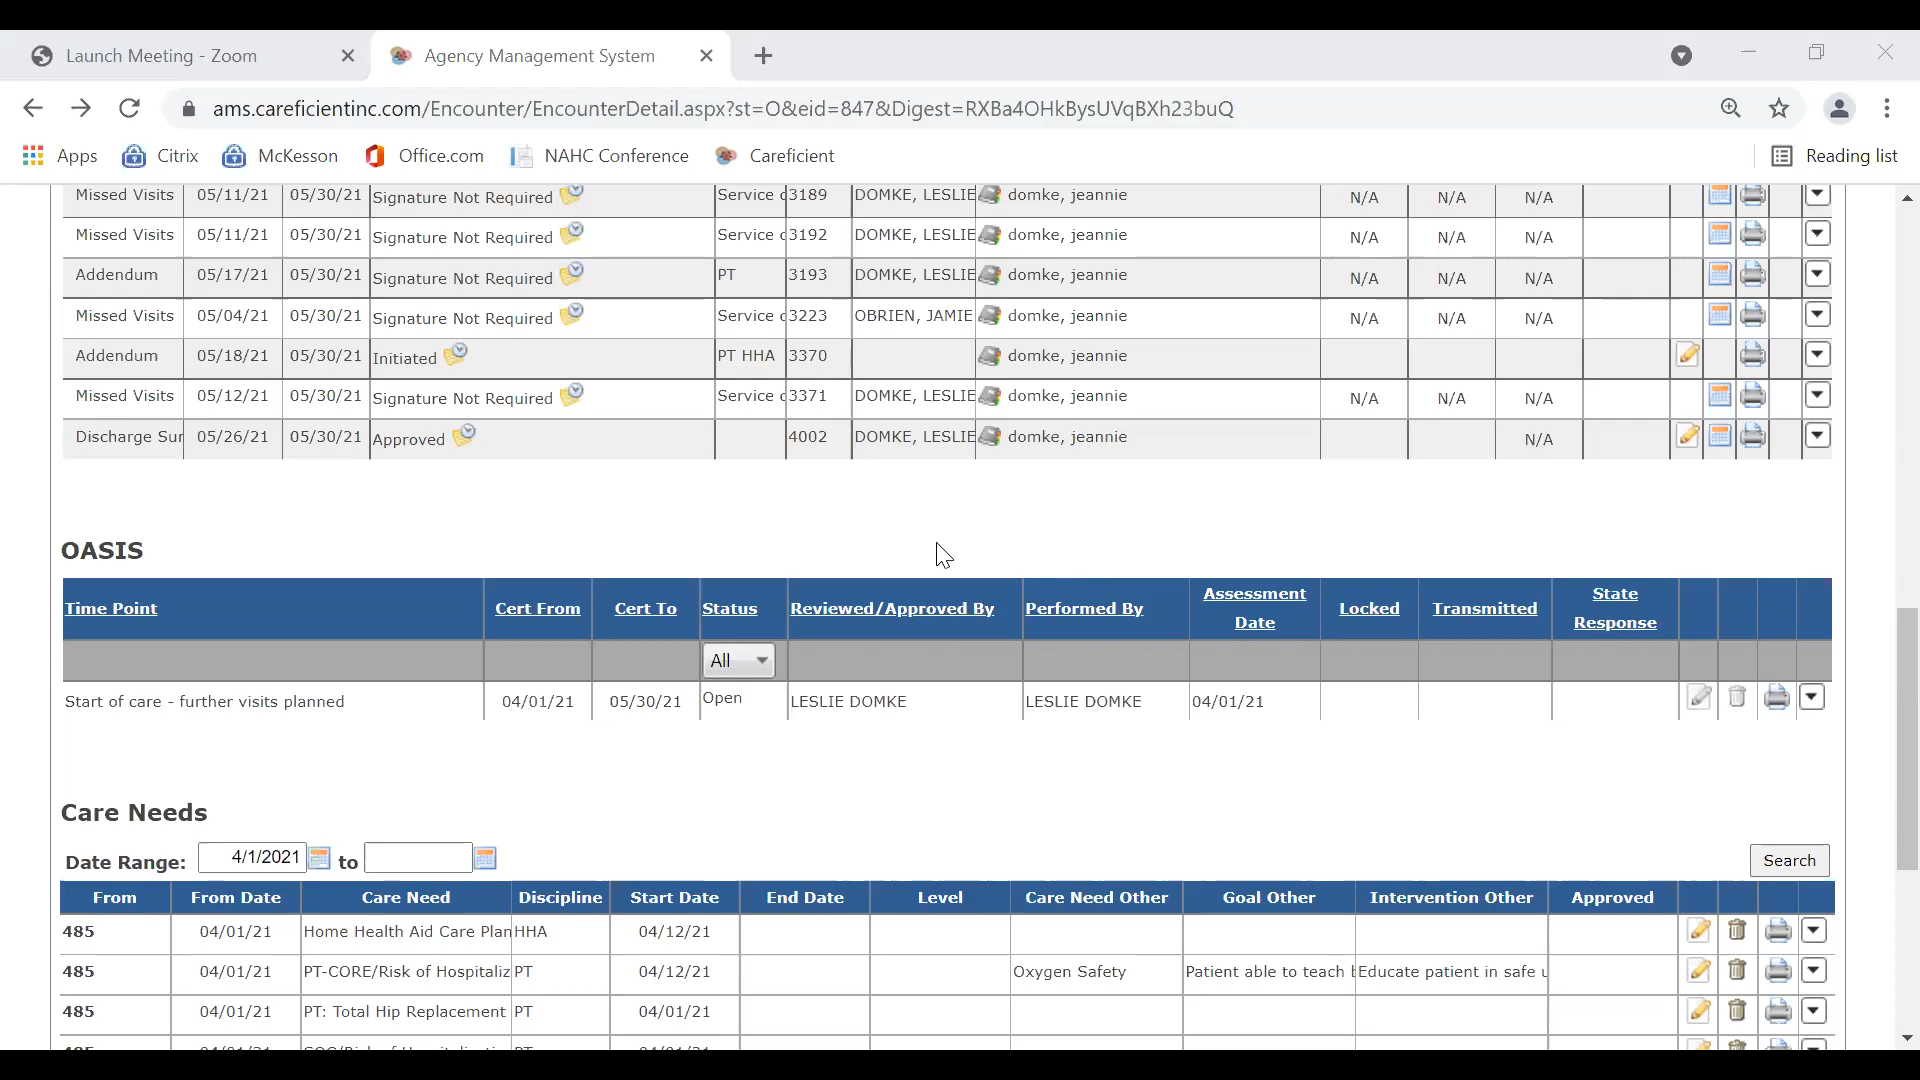 Launch Meeting - Zoom
Agency Management System
ams.careficientinc.com/Encounter/EncounterDetail.aspx?st=O&eid=847&Digest=RXBa4OHkBysUVqBXh23buQ
Apps Citrix McKesson Office.com NAHC Conference Careficient Reading list
Missed Visits 05/11/21 05/30/21 Signature Not Required Service c 3189 DOMKE, LESLIE domke, jeannie N/A N/A N/A
Missed Visits 05/11/21 05/30/21 Signature Not Required Service c 3192 DOMKE, LESLIE domke, jeannie N/A N/A N/A
Addendum 05/17/21 05/30/21 Signature Not Required PT 3193 DOMKE, LESLIE domke, jeannie N/A N/A N/A
Missed Visits 05/04/21 05/30/21 Signature Not Required Service c 3223 OBRIEN, JAMIE domke, jeannie N/A N/A N/A
Addendum 05/18/21 05/30/21 Initiated PT HHA 3370 domke, jeannie
Missed Visits 05/12/21 05/30/21 Signature Not Required Service c 3371 DOMKE, LESLIE domke, jeannie N/A N/A N/A
Discharge Sur 05/26/21 05/30/21 Approved 4002 DOMKE, LESLIE domke, jeannie N/A
OASIS
Time Point Cert From Cert To Status Reviewed/Approved By Performed By Assessment Date Locked Transmitted State Response
All
Start of care - further visits planned 04/01/21 05/30/21 Open LESLIE DOMKE LESLIE DOMKE 04/01/21
Care Needs
Date Range: 4/1/2021 to Search
From From Date Care Need Discipline Start Date End Date Level Care Need Other Goal Other Intervention Other Approved
485 04/01/21 Home Health Aid Care Plan HHA 04/12/21
485 04/01/21 PT-CORE/Risk of Hospitaliz PT 04/12/21 Oxygen Safety Patient able to teach Educate patient in safe
485 04/01/21 PT: Total Hip Replacement PT 04/01/21